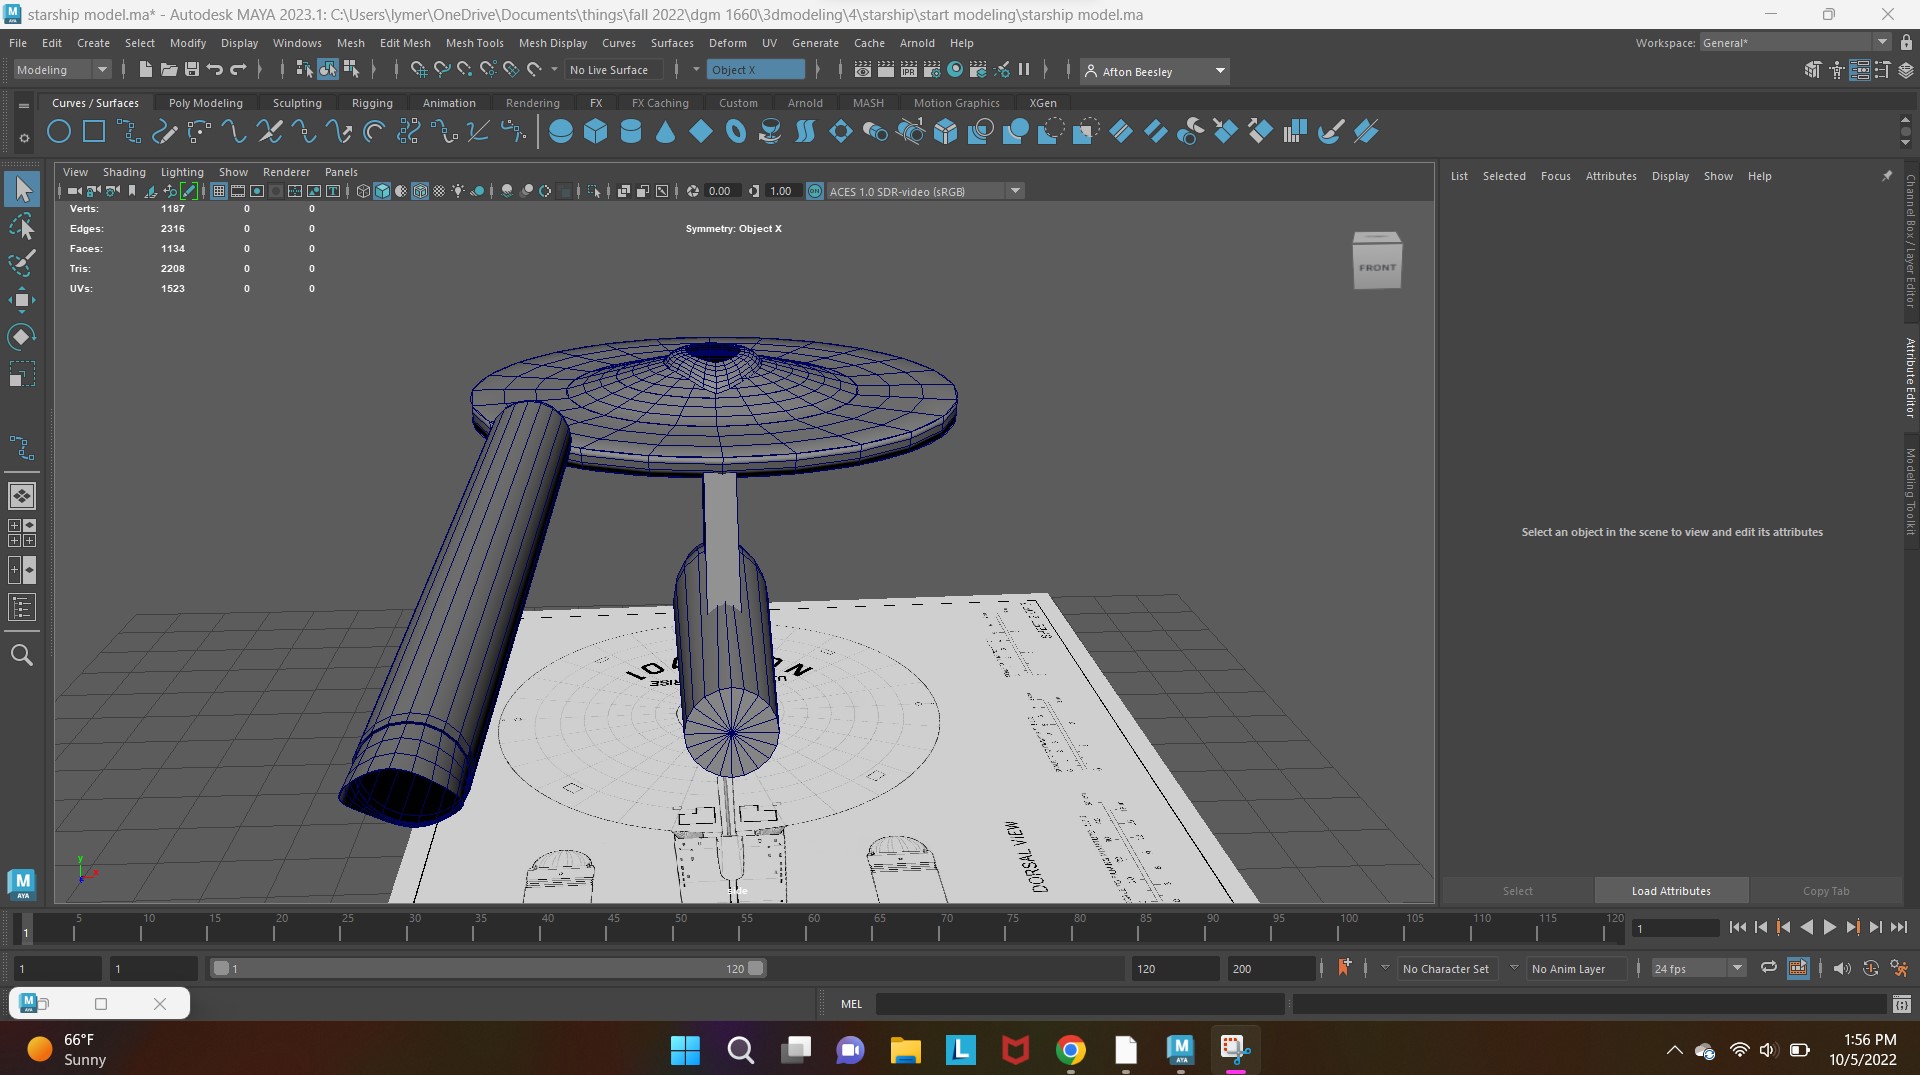 starship model.ma* - Autodesk MAYA 2023.1: C:\Users\lymer\OneDrive\Documents\things\fall 2022\dgm 1660\3dmodeling\4\starship\start modeling\starship model.ma
File Edit Create Select Modify Display Windows Mesh Edit Mesh Mesh Tools Mesh Display Curves Surfaces Deform UV Generate Cache Arnold Help Workspace: General*
Modeling No Live Surface Object X IPR Afton Beesley
Curves / Surfaces Poly Modeling Sculpting Rigging Animation Rendering FX FX Caching Custom Arnold MASH Motion Graphics XGen
View Shading Lighting Show Renderer Panels
0.00 1.00 ON ACES 1.0 SDR-video (sRGB)
List Selected Focus Attributes Display Show Help
Verts: 1187 0 0
Edges: 2316 0 0
Faces: 1134 0 0
Tris: 2208 0 0
UVs: 1523 0 0
Symmetry: Object X
FRONT
Channel Box / Layer Editor
Attribute Editor
Modeling Toolkit
Select an object in the scene to view and edit its attributes
DORSAL VIEW
y
Select Load Attributes Copy Tab
M
AYA
1 5 10 15 20 25 30 35 40 45 50 55 60 65 70 75 80 85 90 95 100 105 110 115 120 1
1 1 1 120 120 200 No Character Set No Anim Layer 24 fps
M MEL
66°F
Sunny
L
M
AYA
1:56 PM
10/5/2022